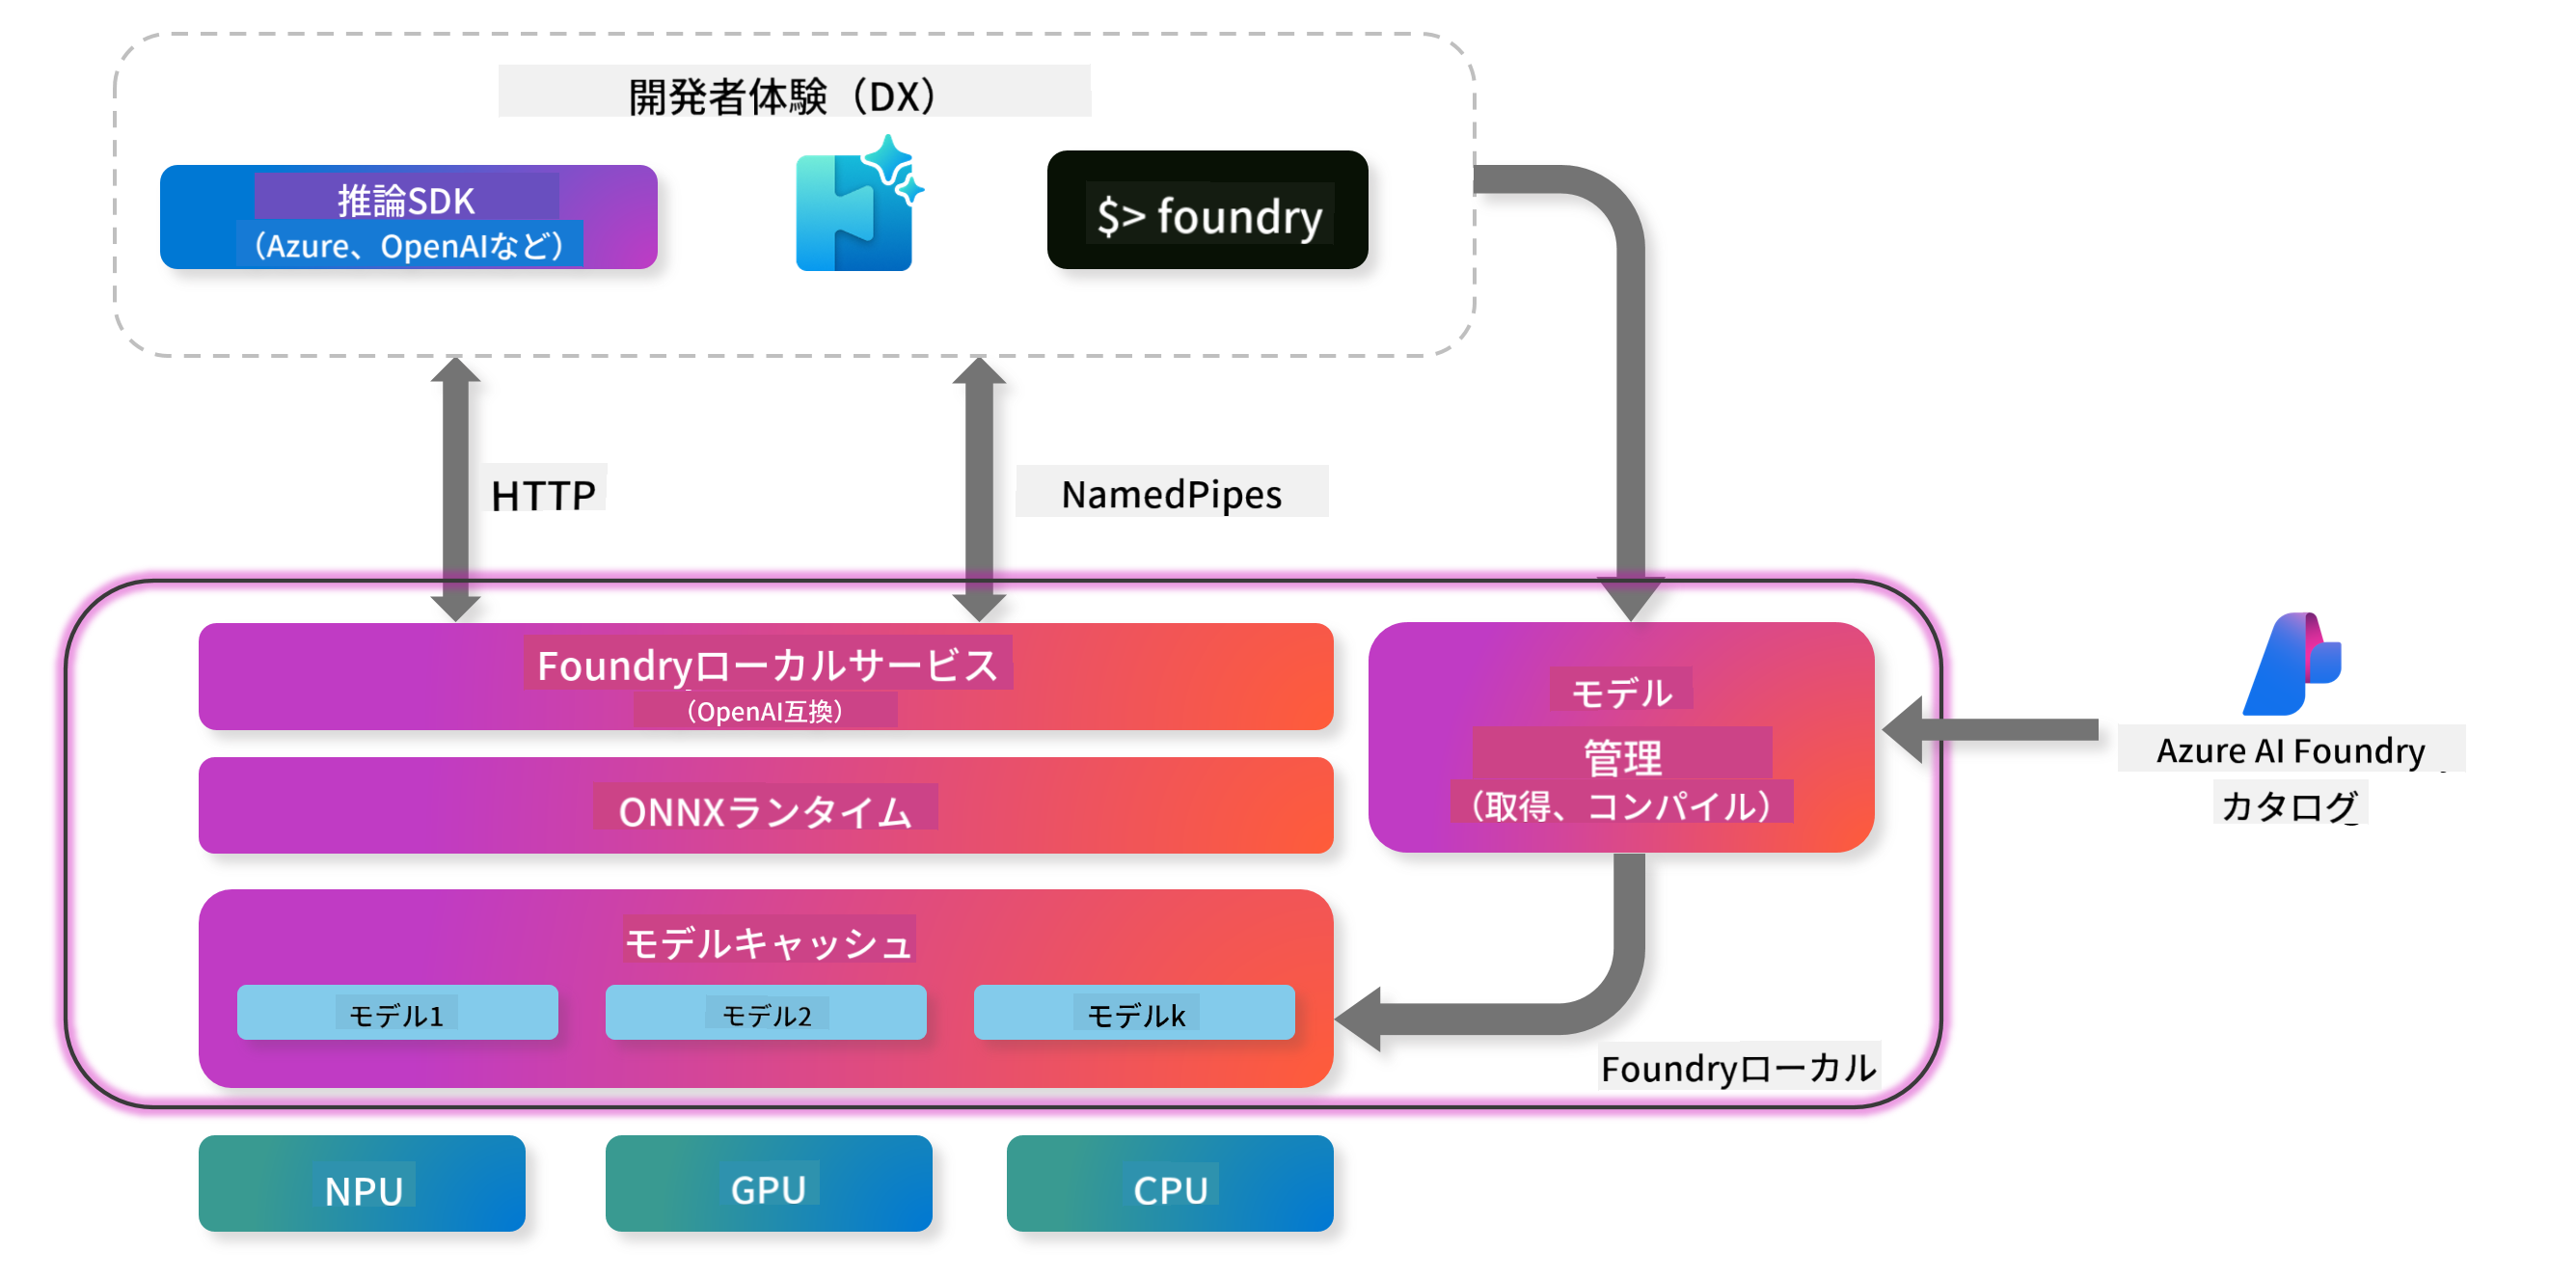 開発者体験（DX）
推論SDK
（Azure、OpenAIなど）
$> foundry
HTTP
NamedPipes
Foundryローカルサービス
（OpenAI互換）
モデル
管理
（取得、コンパイル）
Azure AI Foundry
カタログ
ONNXランタイム
モデルキャッシュ
モデル1
モデル2
モデルk
Foundryローカル
NPU
GPU
CPU